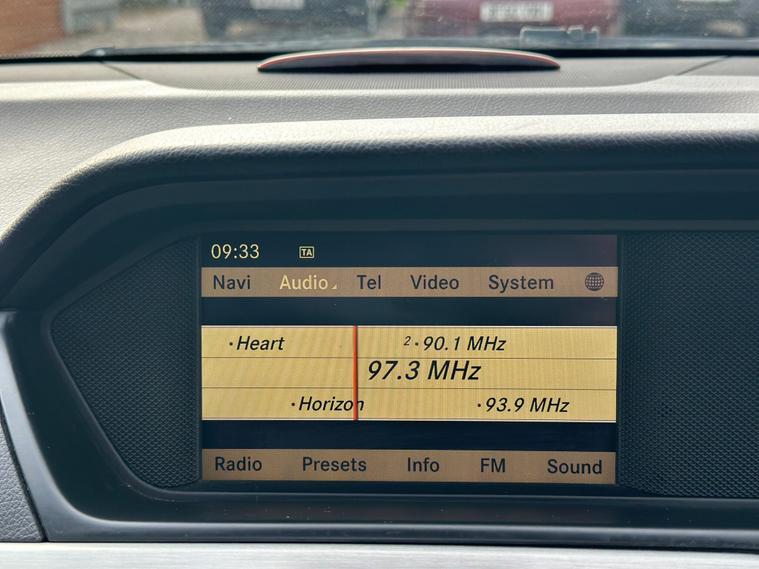 09:33 TA
Navi Audio Tel Video System
Heart 2 90.1 MHz
97.3 MHz
Horizon 93.9 MHz
Radio Presets Info FM Sound